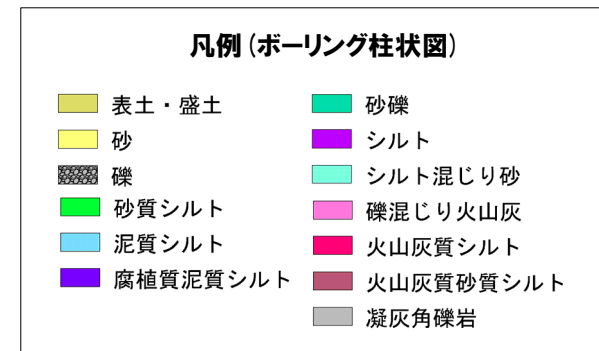 凡例(ボーリング柱状図)
表土・盛土
砂
礫
砂質シルト
泥質シルト
腐植質泥質シルト
砂礫
シルト
シルト混じり砂
礫混じり火山灰
火山灰質シルト
火山灰質砂質シルト
凝灰角礫岩